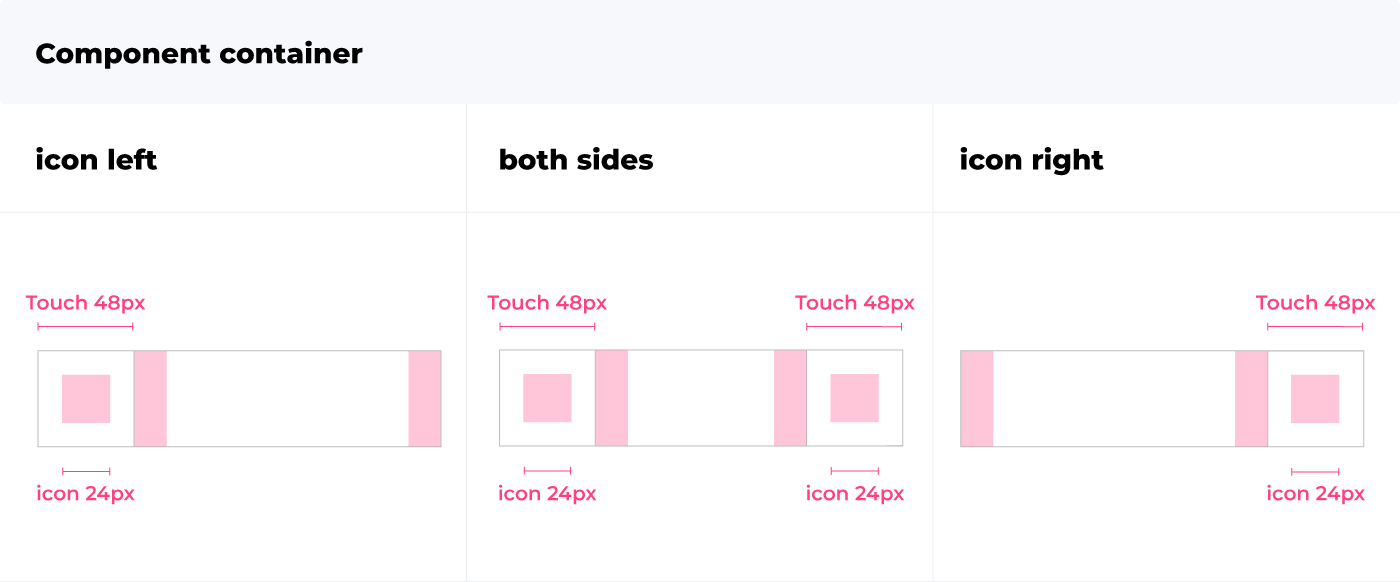 Component container
icon left
both sides
icon right
Touch 48px
Touch 48px
Touch 48px
Touch 48px
icon 24px
icon 24px
icon 24px
icon 24px